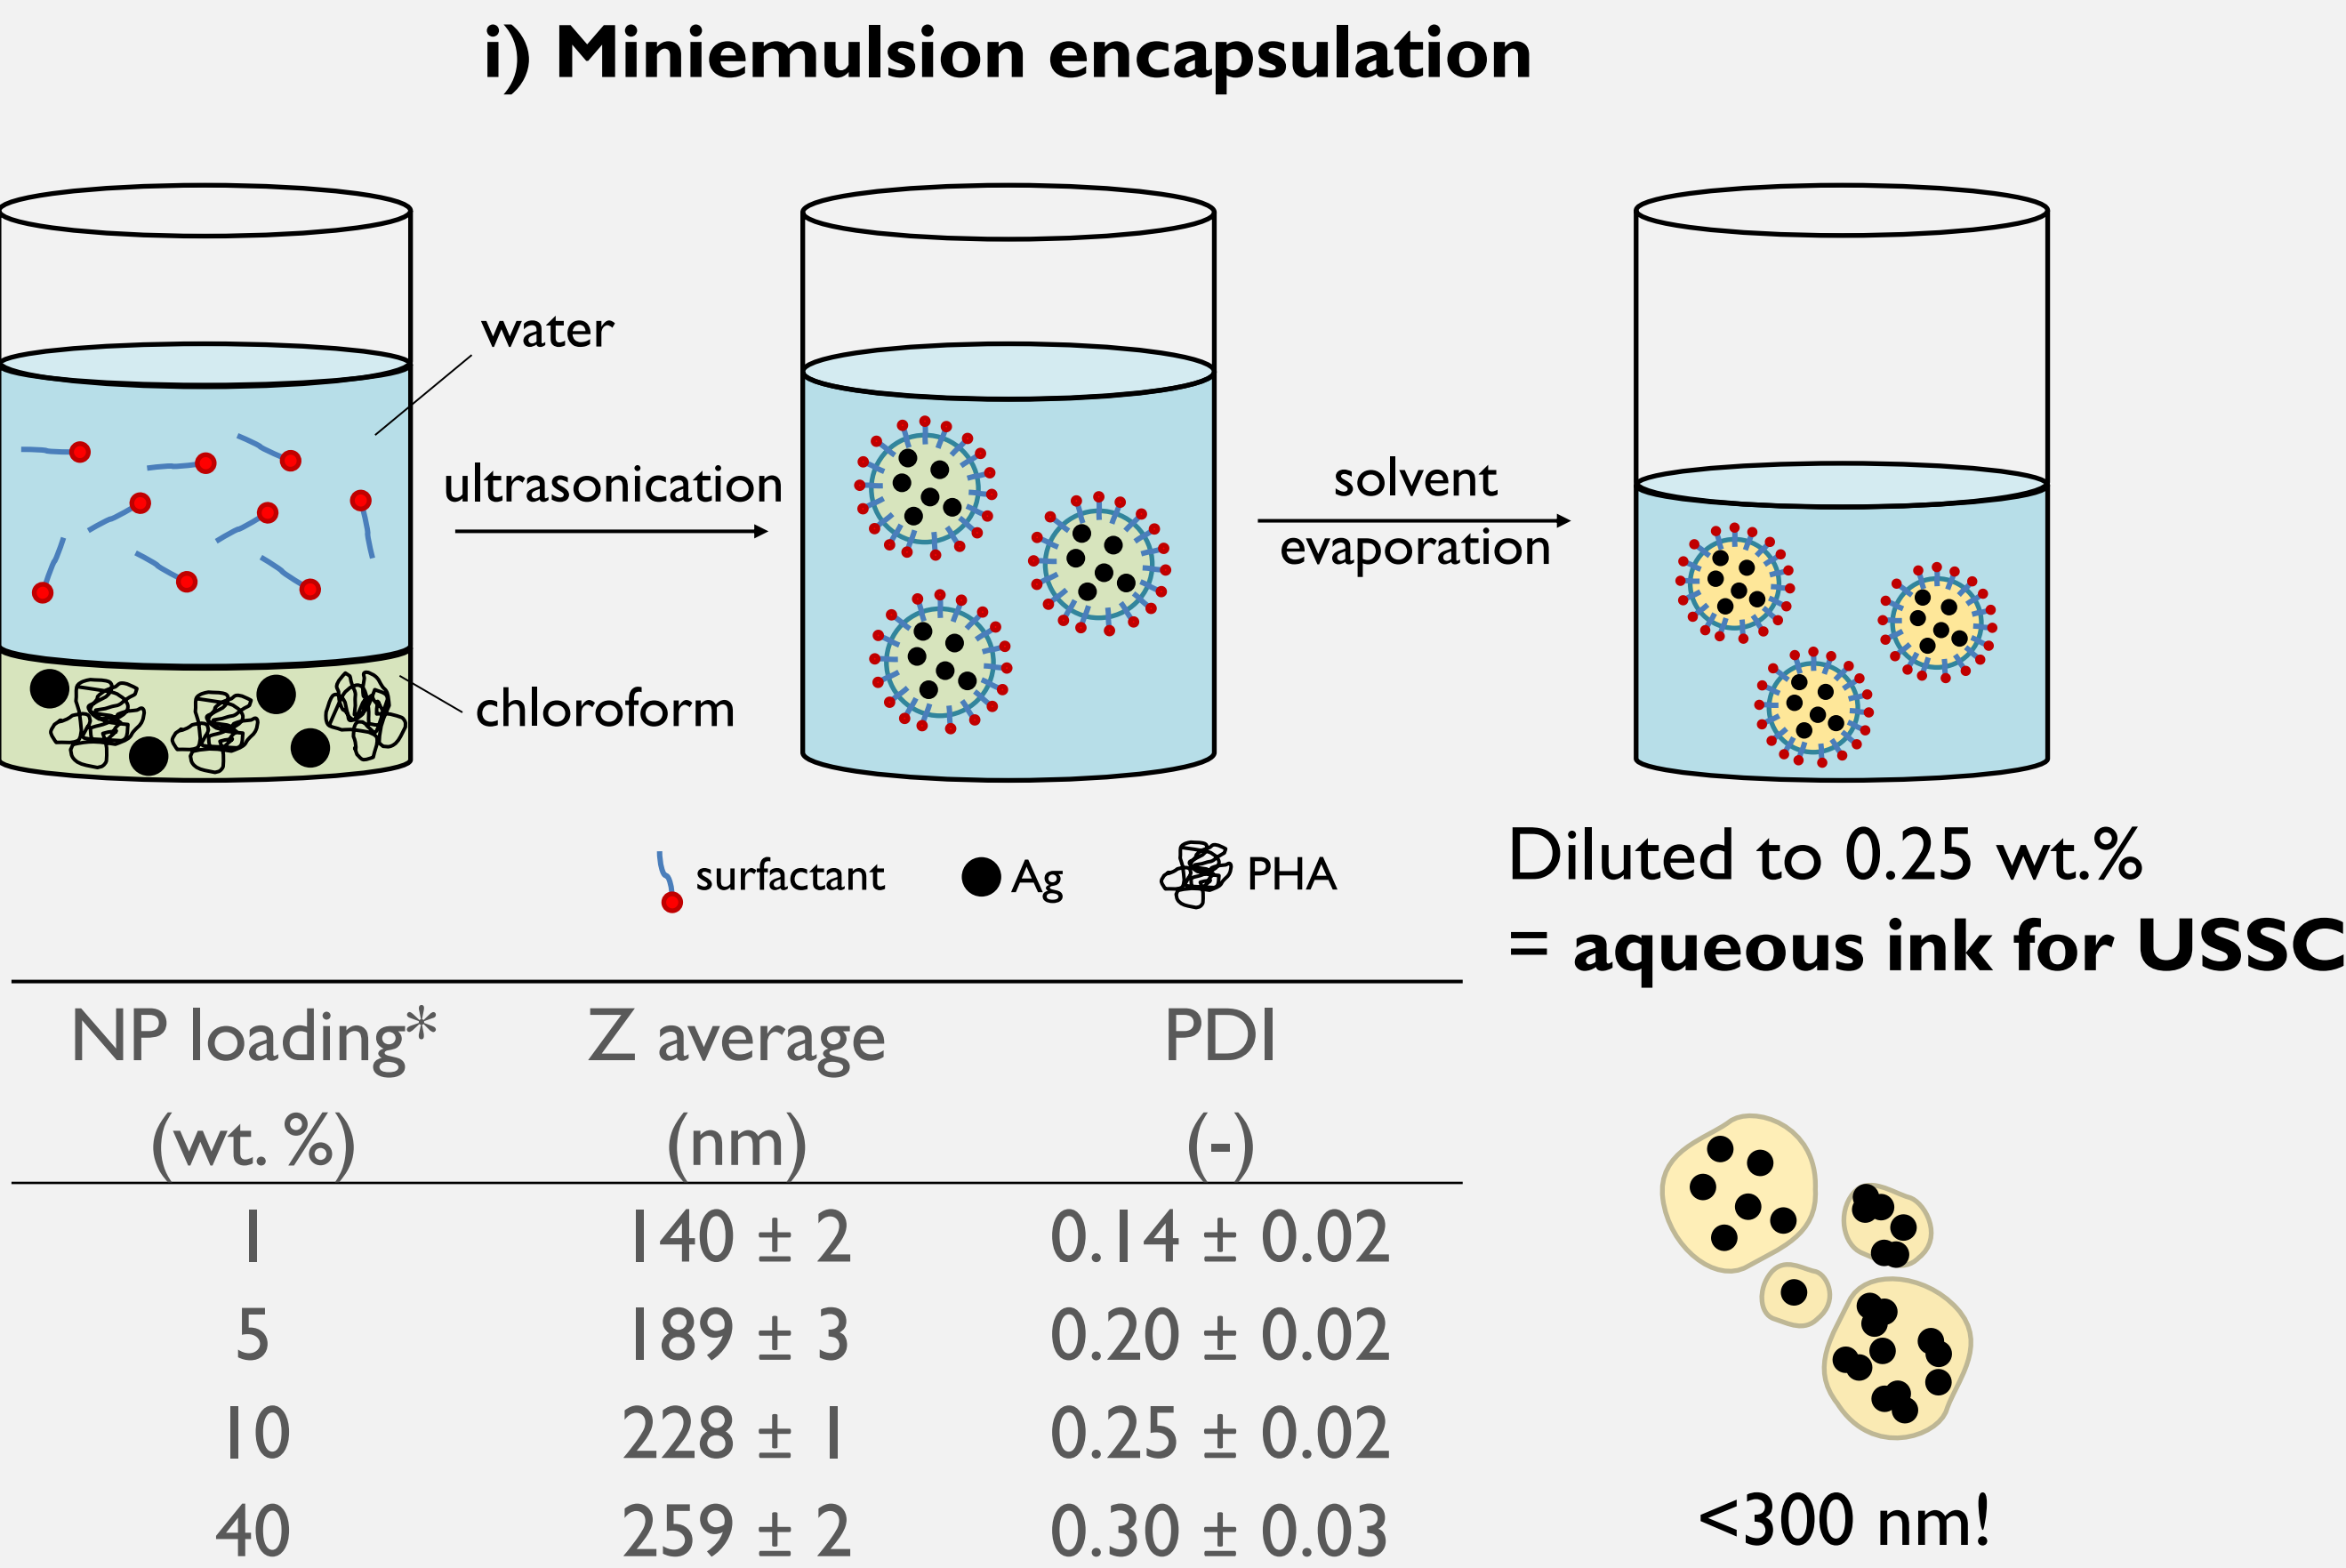 i) Miniemulsion encapsulation
water
ultrasonication
chloroform
solvent
evaporation
surfactant
Ag
PHA
Diluted to 0.25 wt.%
= aqueous ink for USSC
NP loading* Z average PDI
(wt. %) (nm) (-)
1 140 ± 2 0.14 ± 0.02
5 189 ± 3 0.20 ± 0.02
10 228 ± 1 0.25 ± 0.02
40 259 ± 2 0.30 ± 0.03
<300 nm!